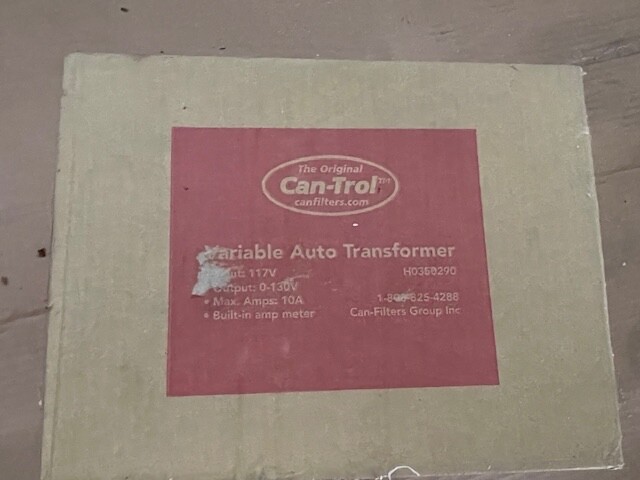 The Original
Can-Trol™
canfilters.com
Variable Auto Transformer
117V
H0350290
Output: 0-130V
• Max. Amps: 10A
825-4288
• Built-in amp meter
Can-Filters Group Inc